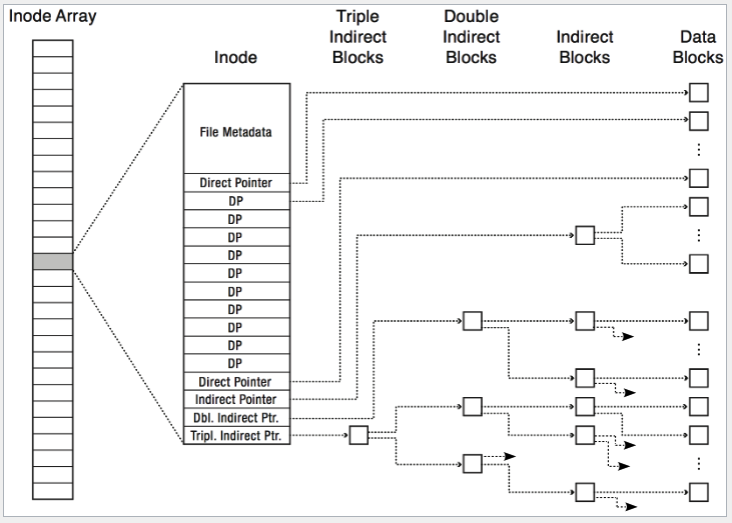 Inode Array
Triple
Indirect
Blocks
Double
Indirect
Blocks
Inode
Indirect
Blocks
Data
Blocks
File Metadata
Direct Pointer
DP
DP
DP
DP
DP
DP
DP
DP
DP
DP
Direct Pointer
Indirect Pointer
Dbl. Indirect Ptr.
Tripl. Indirect Ptr.